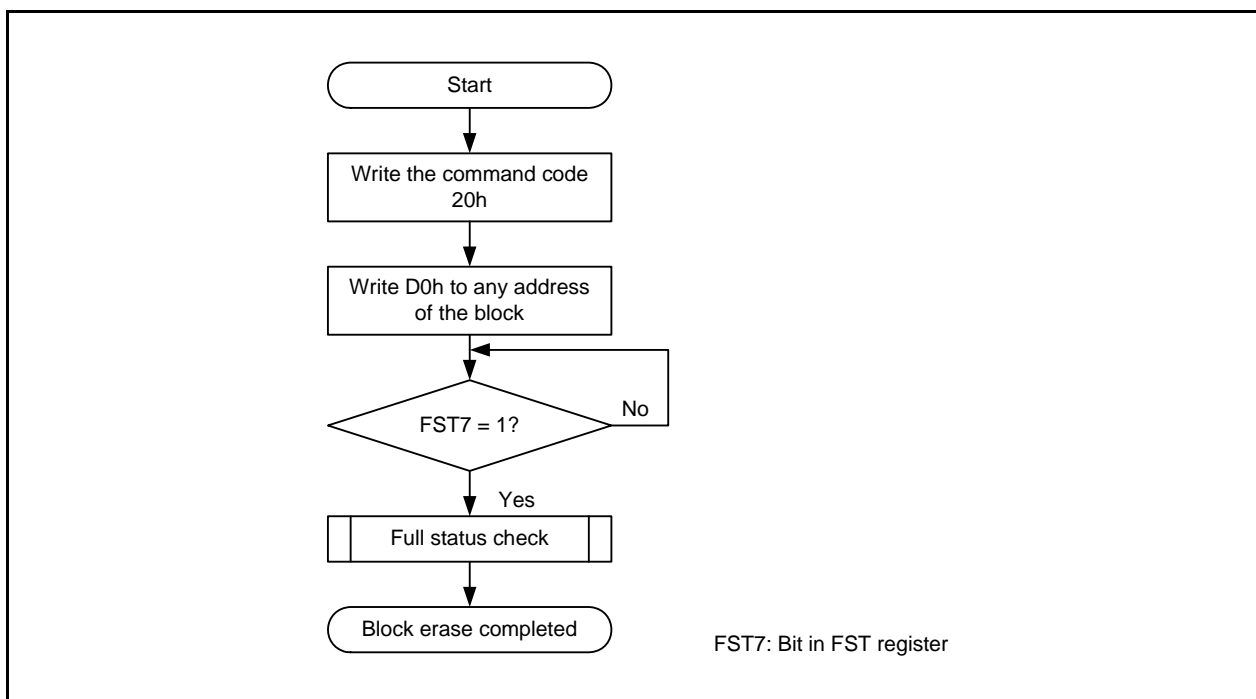 Start
Write the command code
20h
Write D0h to any address
of the block
FST7 = 1?
No
Yes
Full status check
Block erase completed
FST7: Bit in FST register